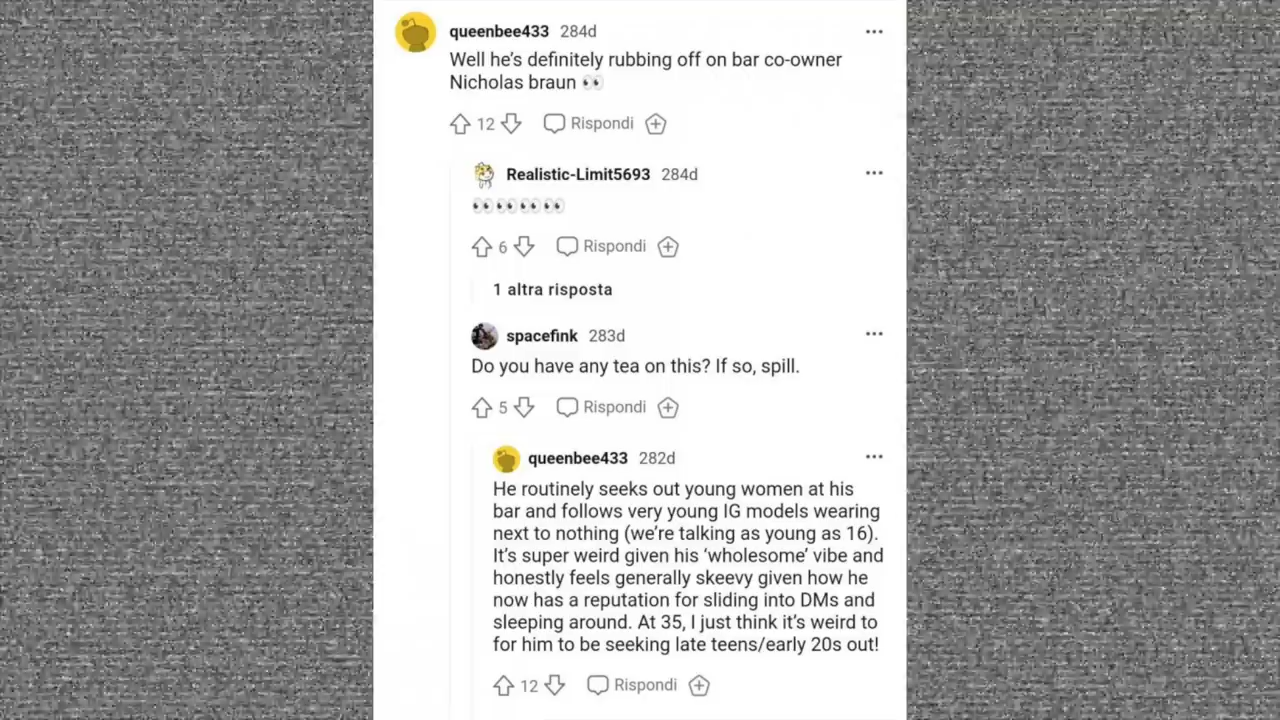 queenbee433 284d
Well he's definitely rubbing off on bar co-owner
Nicholas braun 👀
12 Rispondi
Realistic-Limit5693 284d
👀👀👀👀
6 Rispondi
1 altra risposta
spacefink 283d
Do you have any tea on this? If so, spill.
5 Rispondi
queenbee433 282d
He routinely seeks out young women at his
bar and follows very young IG models wearing
next to nothing (we're talking as young as 16).
It's super weird given his ‘wholesome’ vibe and
honestly feels generally skeevy given how he
now has a reputation for sliding into DMs and
sleeping around. At 35, I just think it's weird to
for him to be seeking late teens/early 20s out!
12 Rispondi